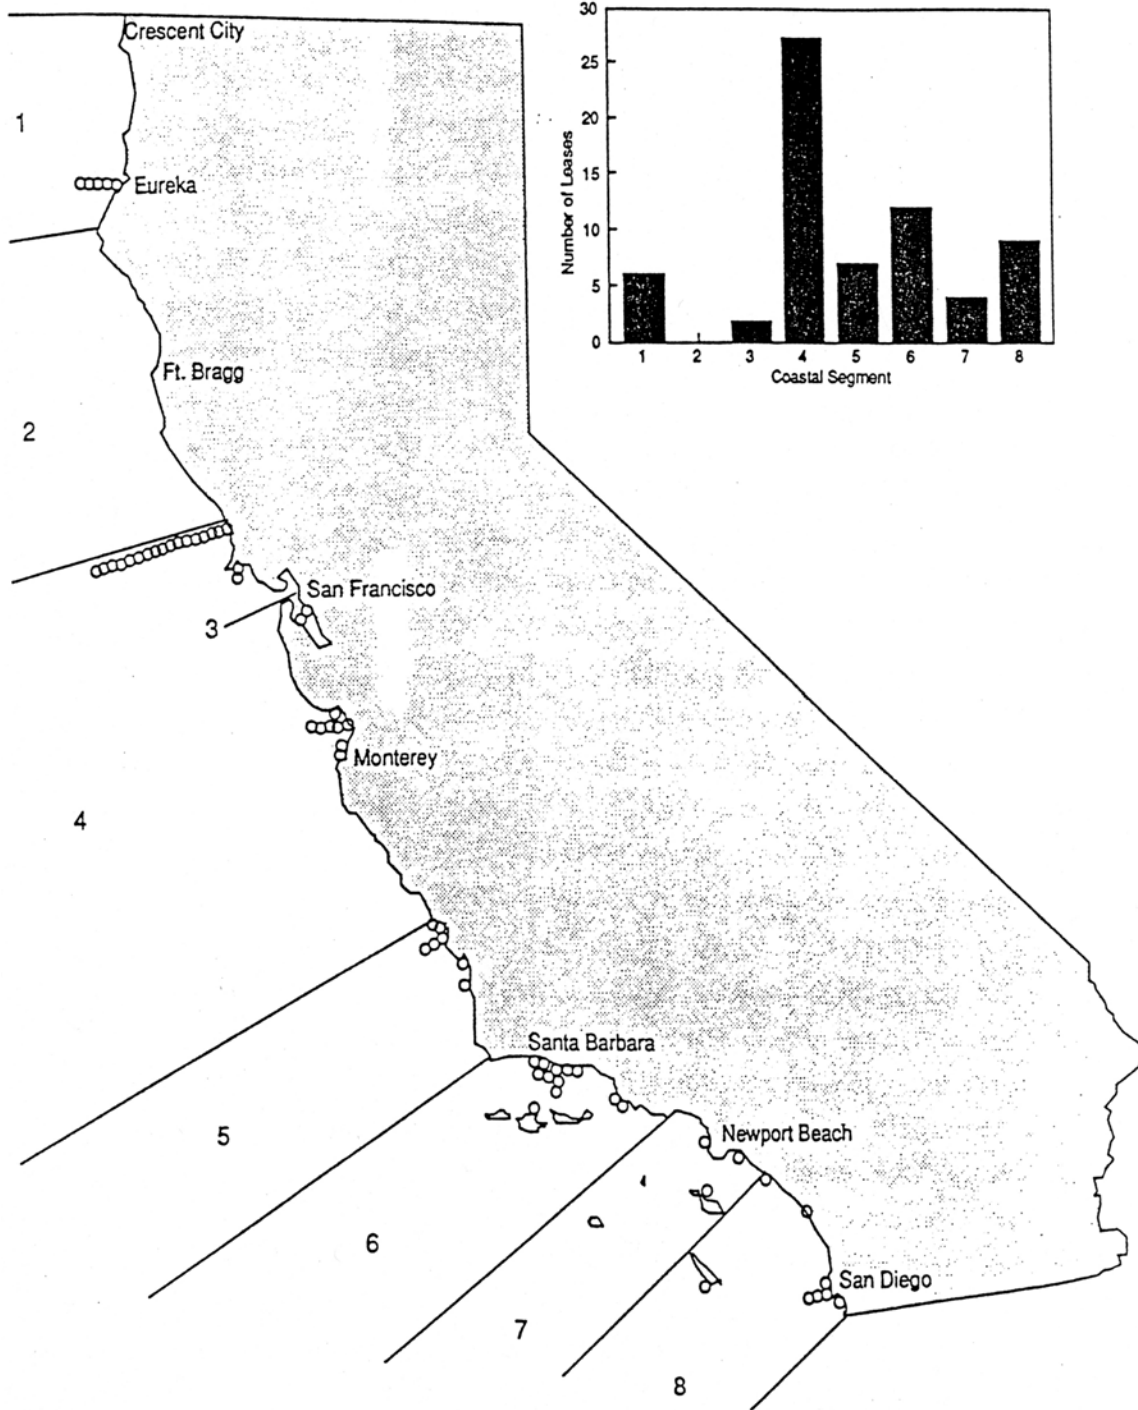 Crescent City
1
Eureka
Ft. Bragg
2
San Francisco
3
Monterey
4
Santa Barbara
Newport Beach
5
6
San Diego
7
8
30
25
20
15
10
5
0
Number of Leases
1 2 3 4 5 6 7 8
Coastal Segment